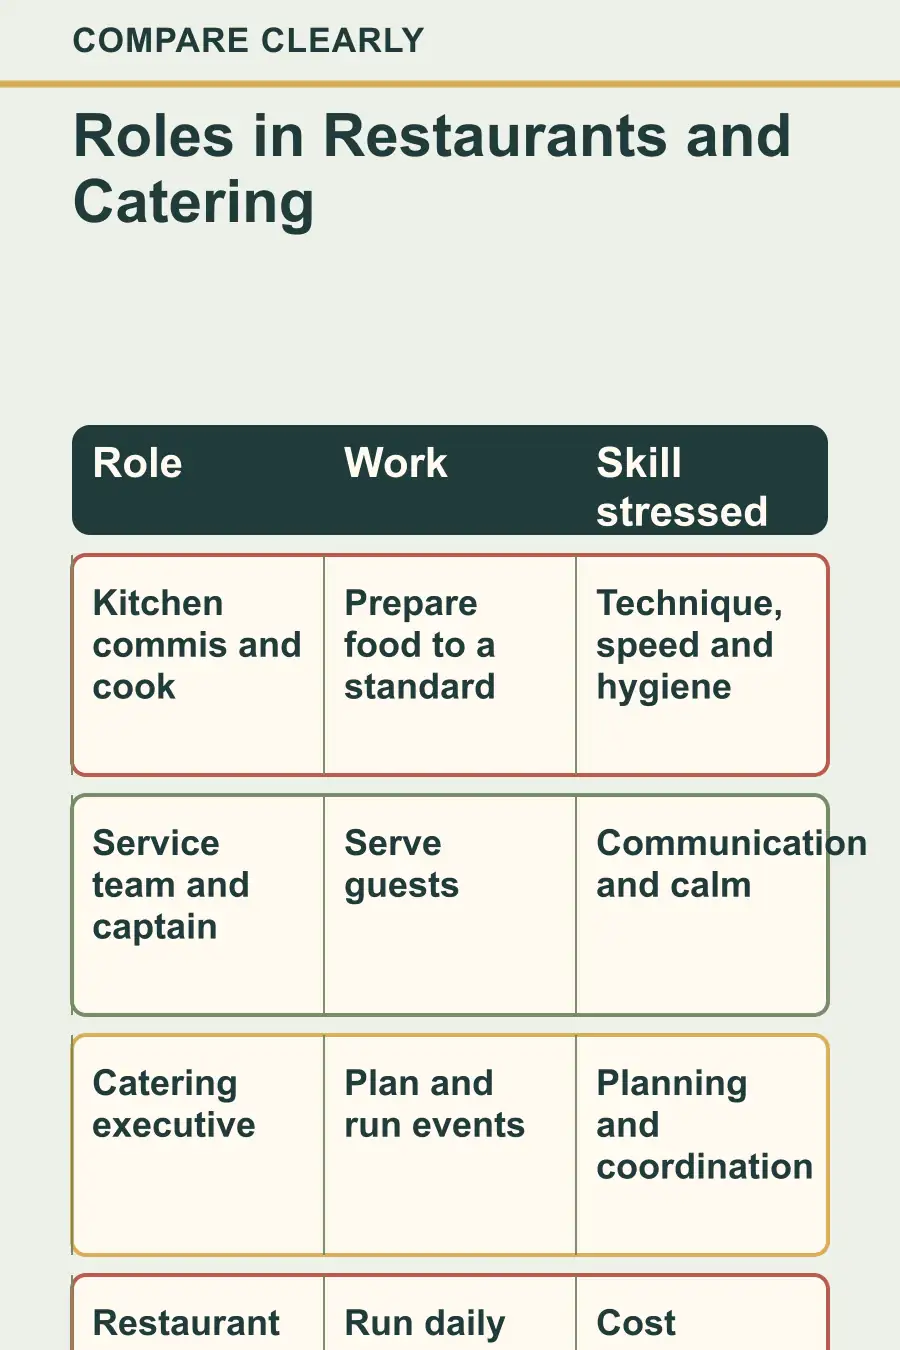 COMPARE CLEARLY
Roles in Restaurants and
Catering
Role
Work
Skill
stressed
Kitchen
commis and
cook
Prepare
food to a
standard
Technique,
speed and
hygiene
Service
team and
captain
Serve
guests
Communication
and calm
Catering
executive
Plan and
run events
Planning
and
coordination
Restaurant
Run daily
Cost